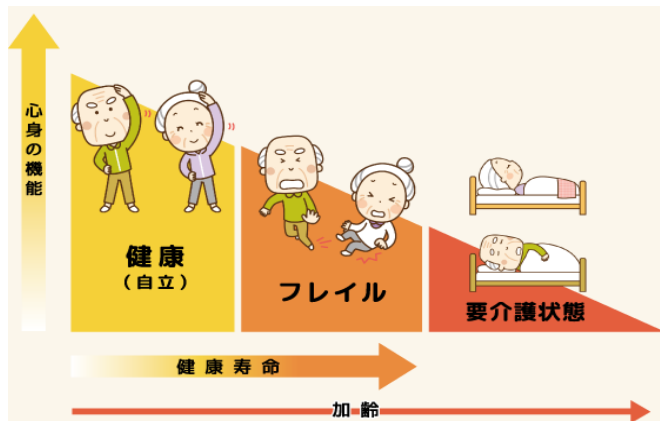 心身の機能
健康
（自立）
フレイル
要介護状態
健康寿命
加齢